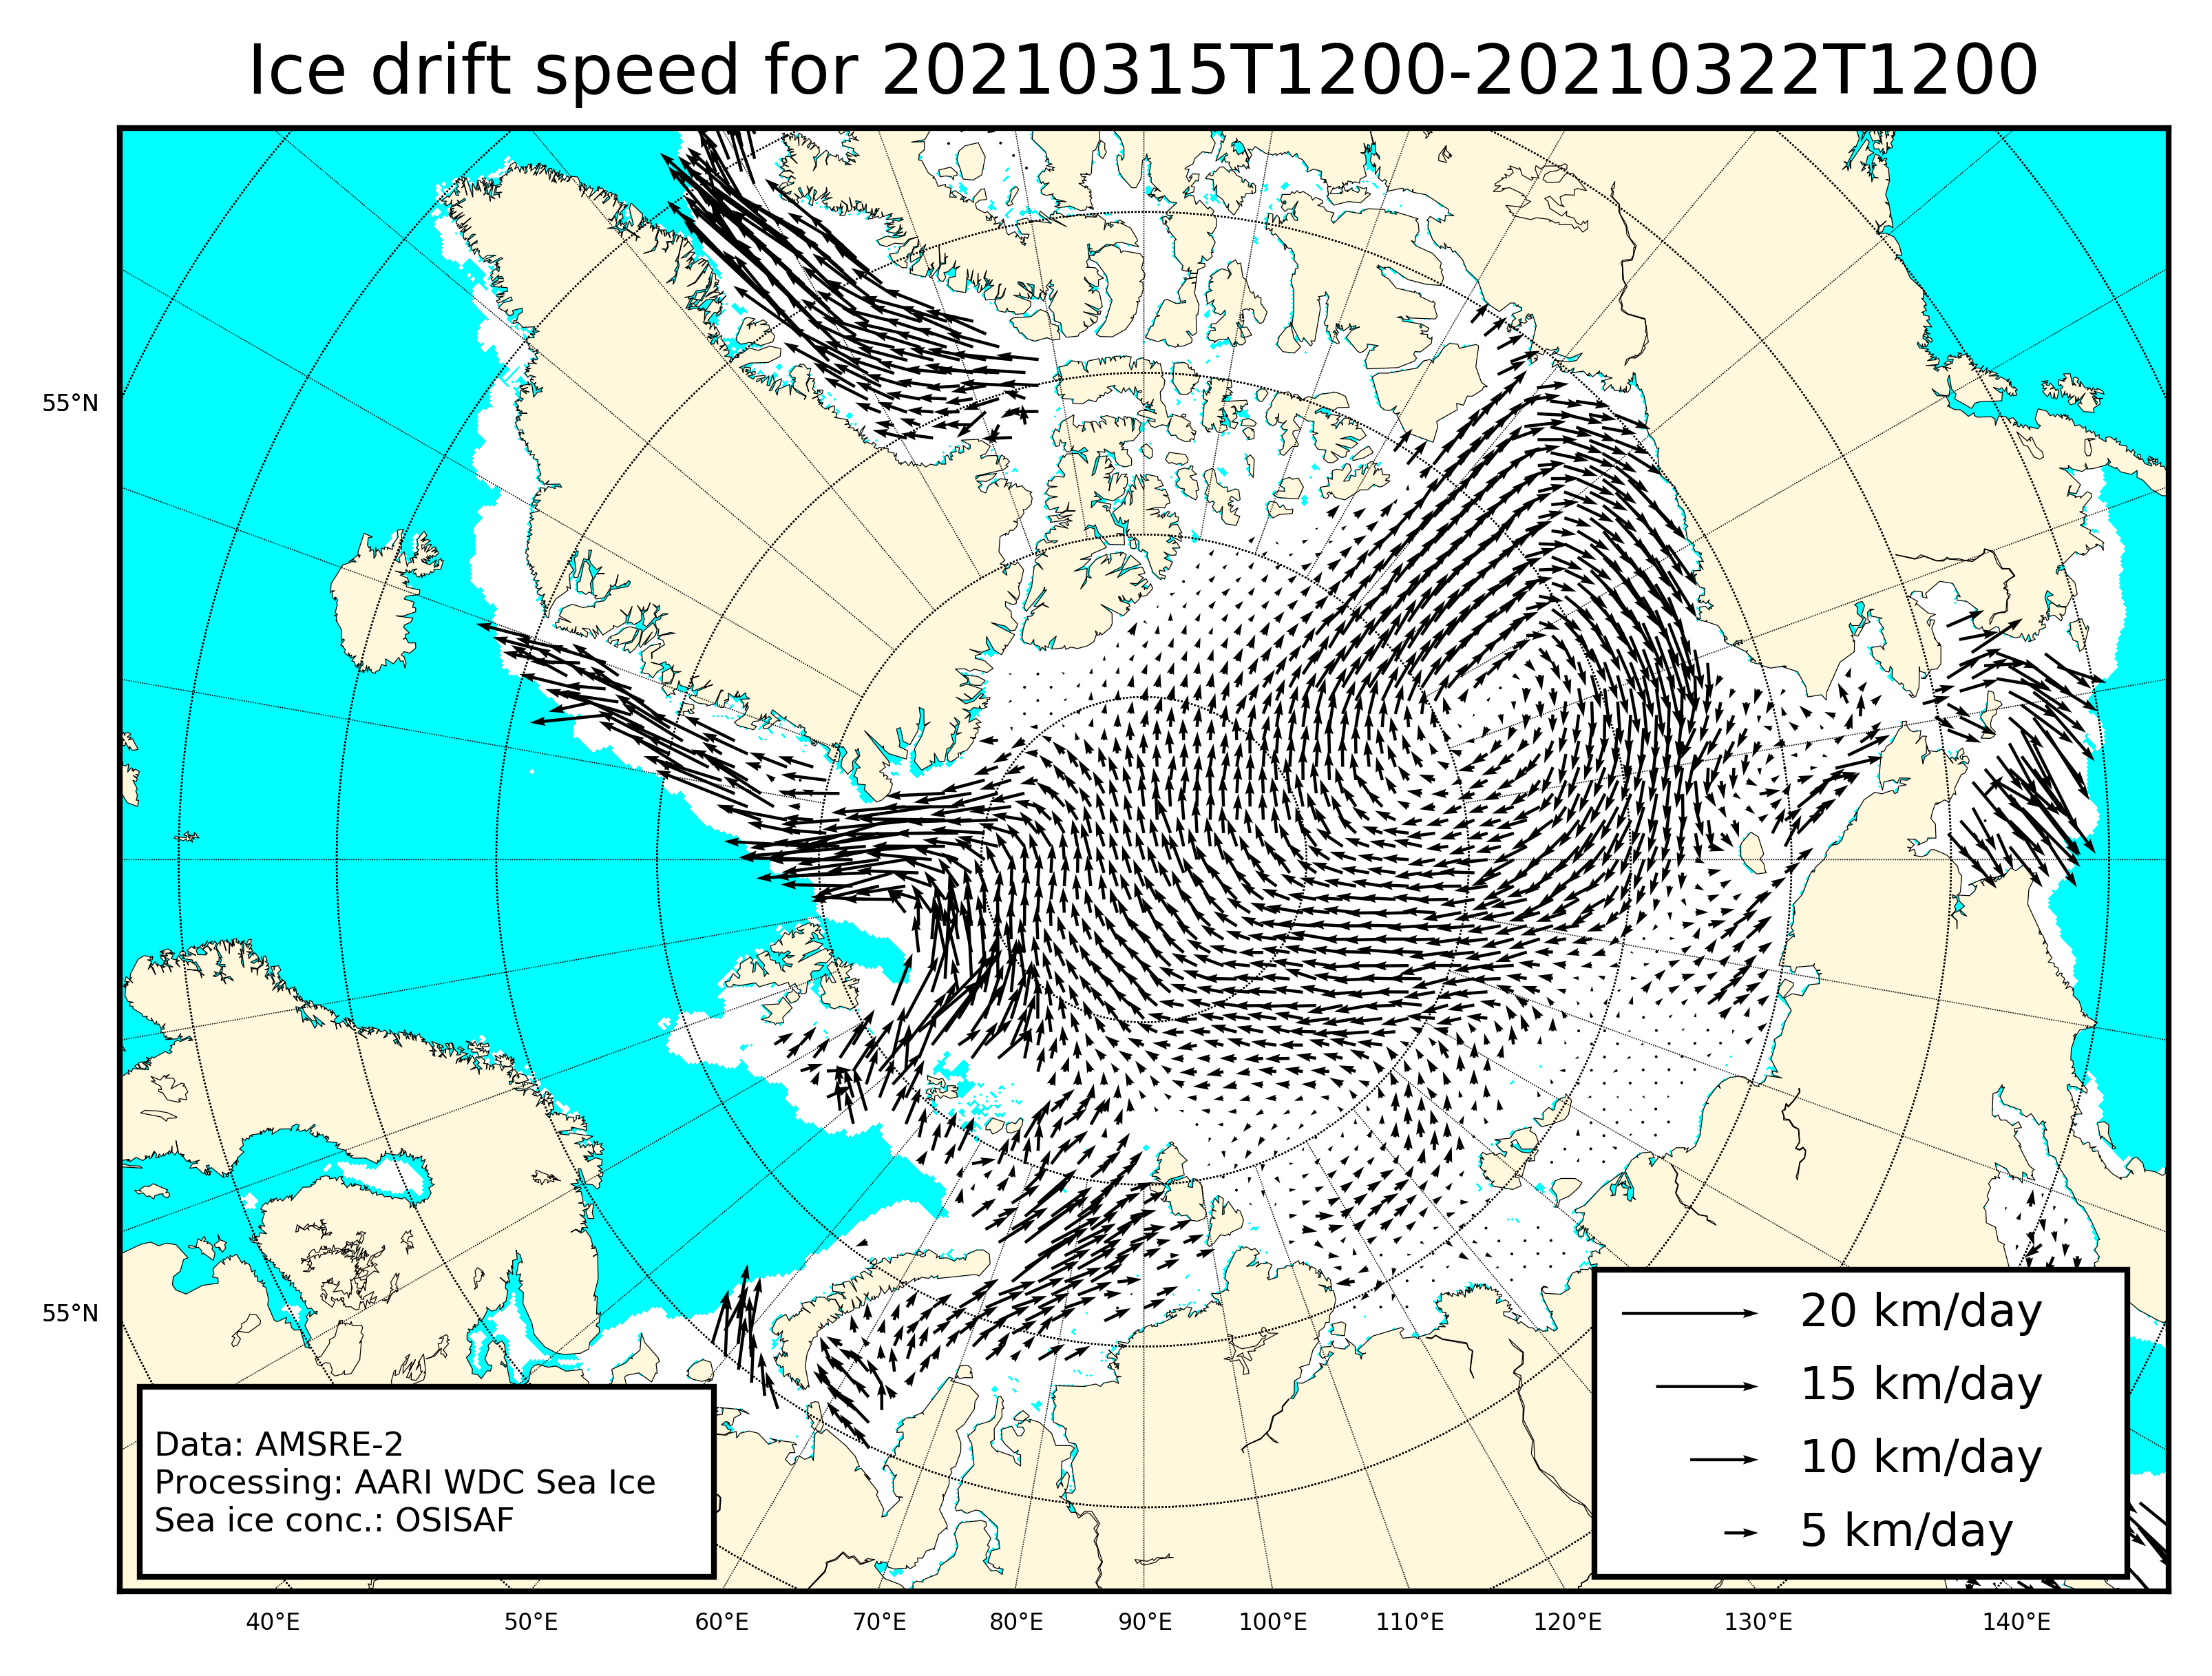 Ice drift speed for 20210315T1200-20210322T1200
55°N
55°N
20 km/day
15 km/day
10 km/day
5 km/day
Data: AMSRE-2
Processing: AARI WDC Sea Ice
Sea ice conc.: OSISAF
40°E 50°E 60°E 70°E 80°E 90°E 100°E 110°E 120°E 130°E 140°E